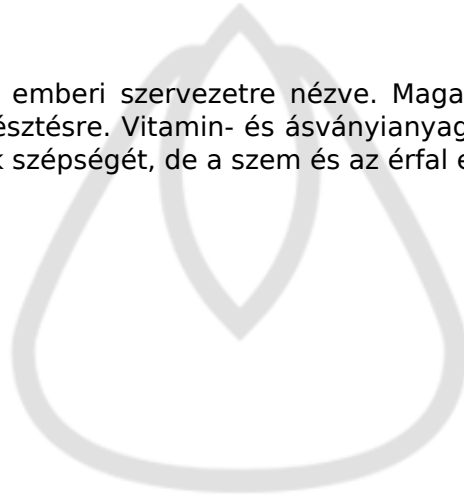 emberi szervezetre nézve. Maga
észtésre. Vitamin- és ásványianyag
k szépségét, de a szem és az érfal e